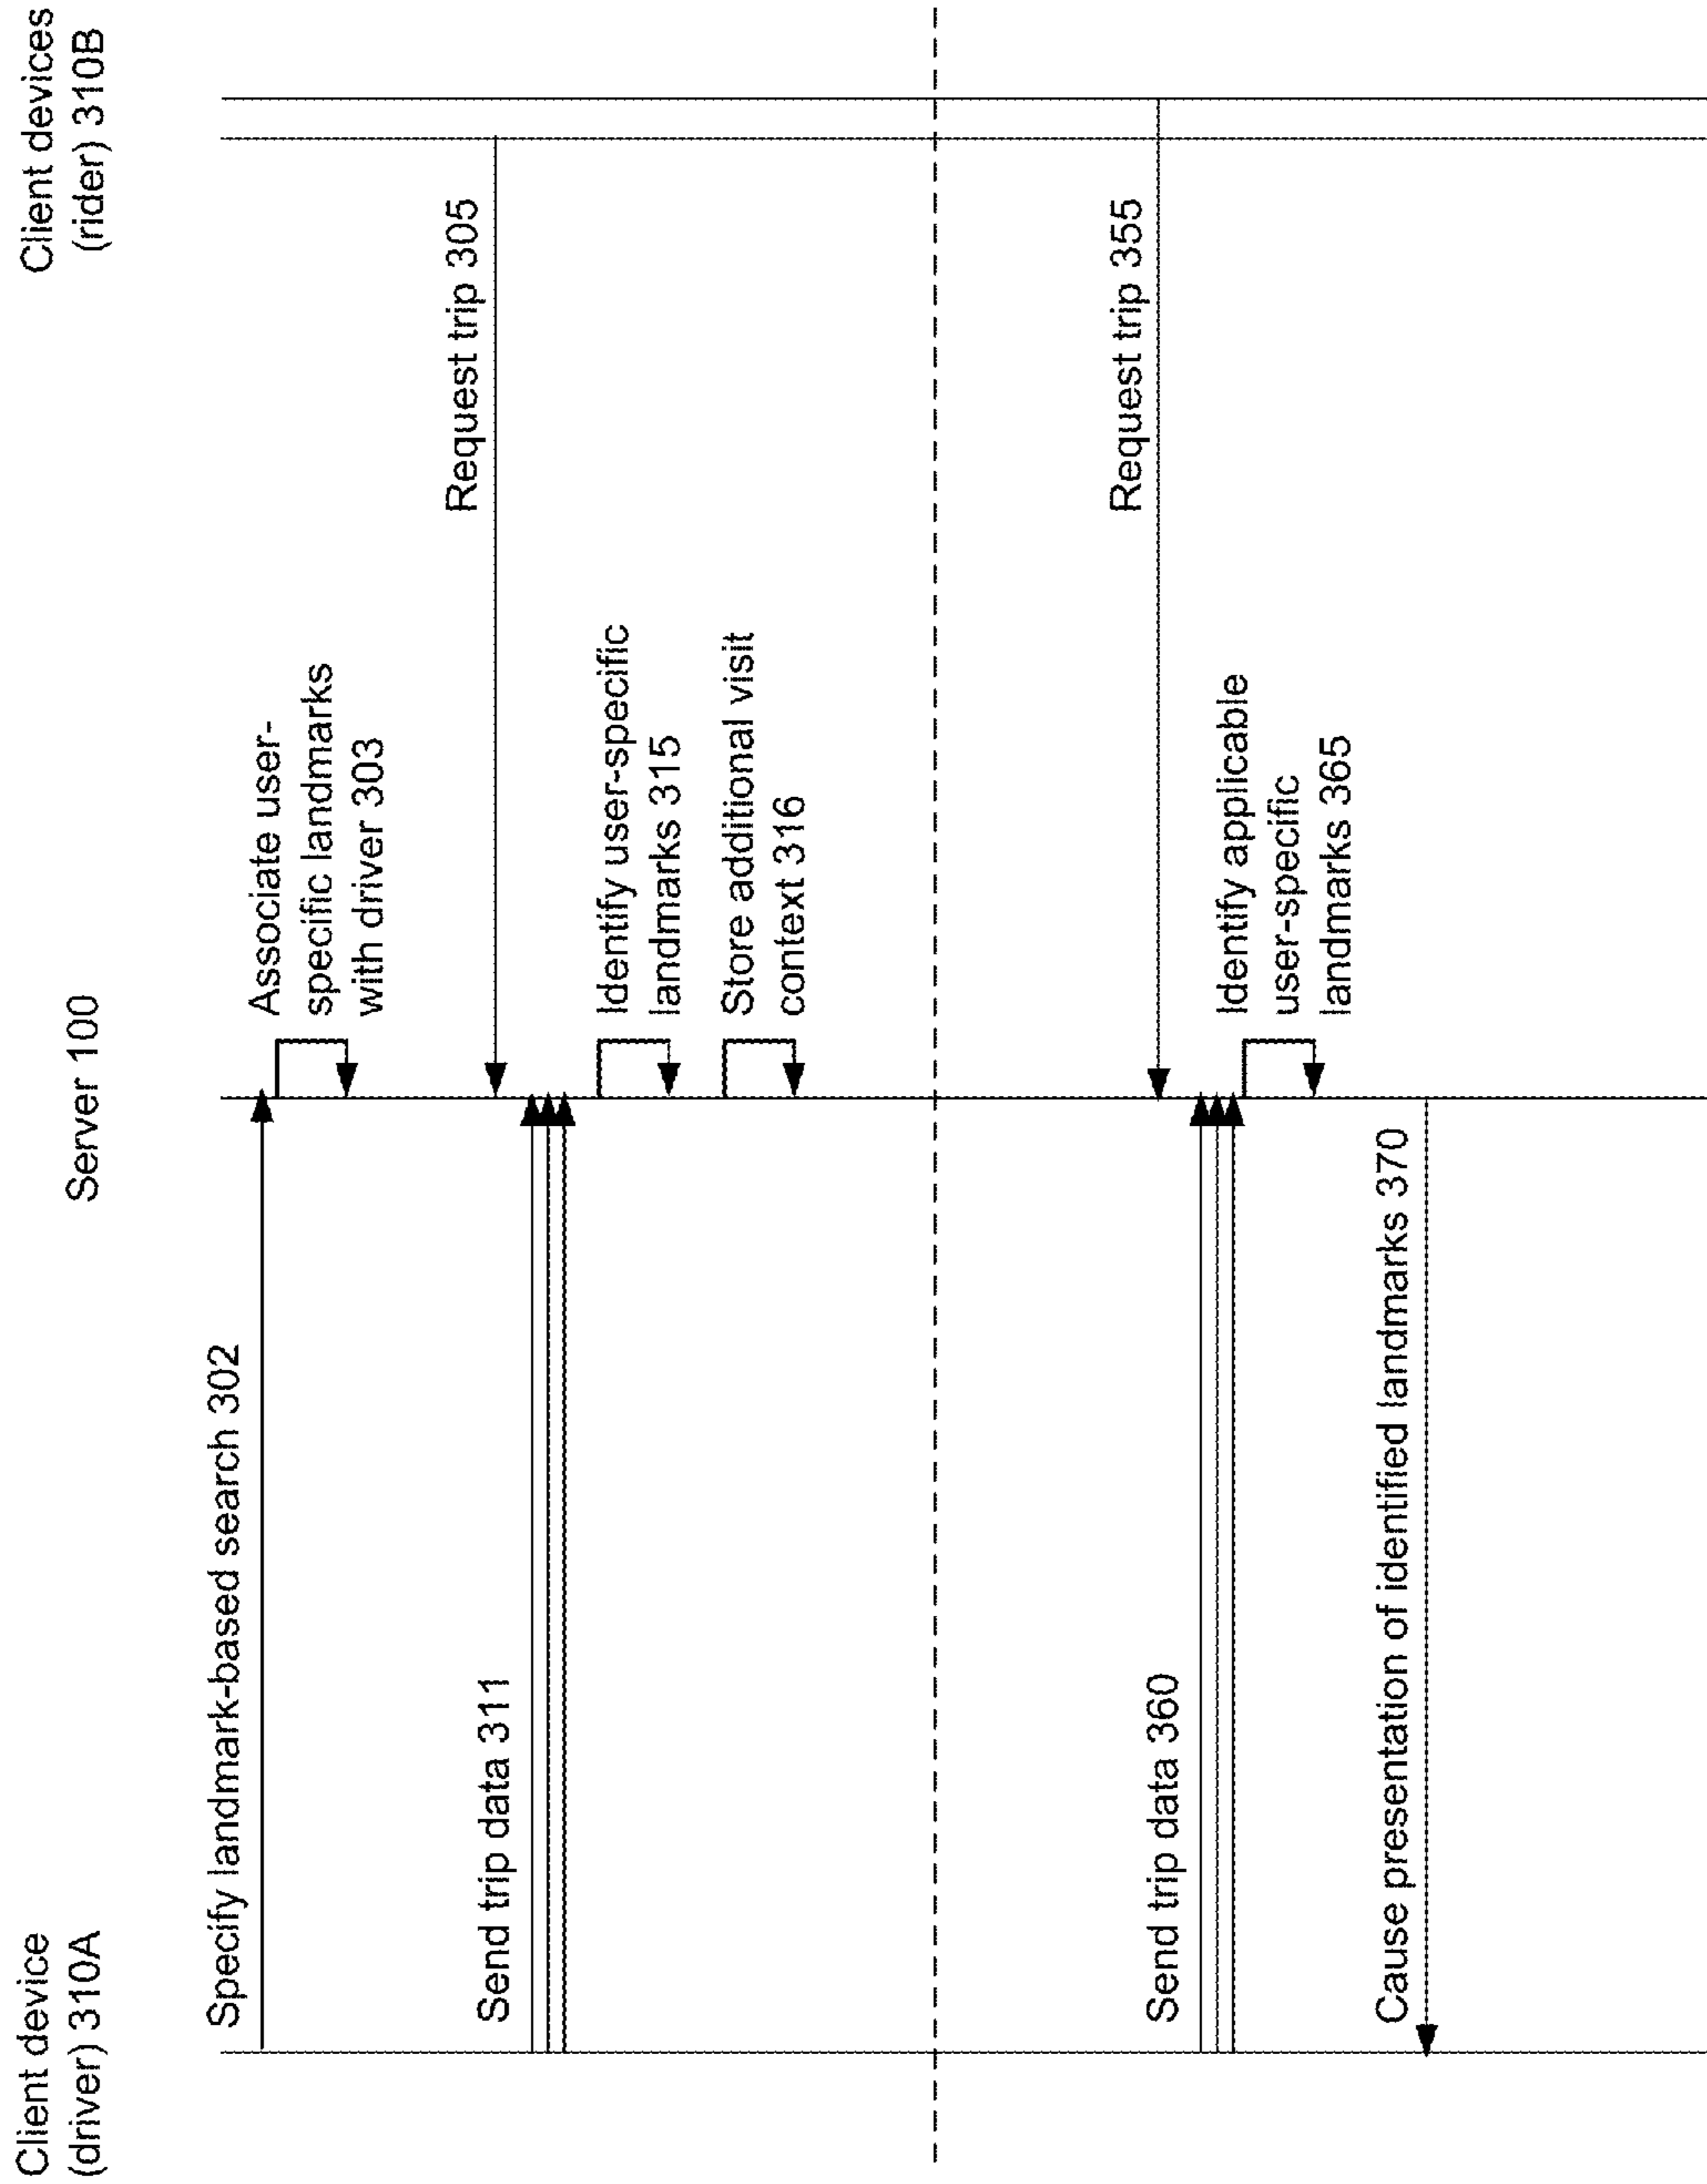 Client device
(driver) 310A
Server 100
Client devices
(rider) 310B
Specify landmark-based search 302
Associate user-
specific landmarks
with driver 303
Request trip 305
Send trip data 311
Identify user-specific
landmarks 315
Store additional visit
context 316
Request trip 355
Send trip data 360
Identify applicable
user-specific
landmarks 365
Cause presentation of identified landmarks 370